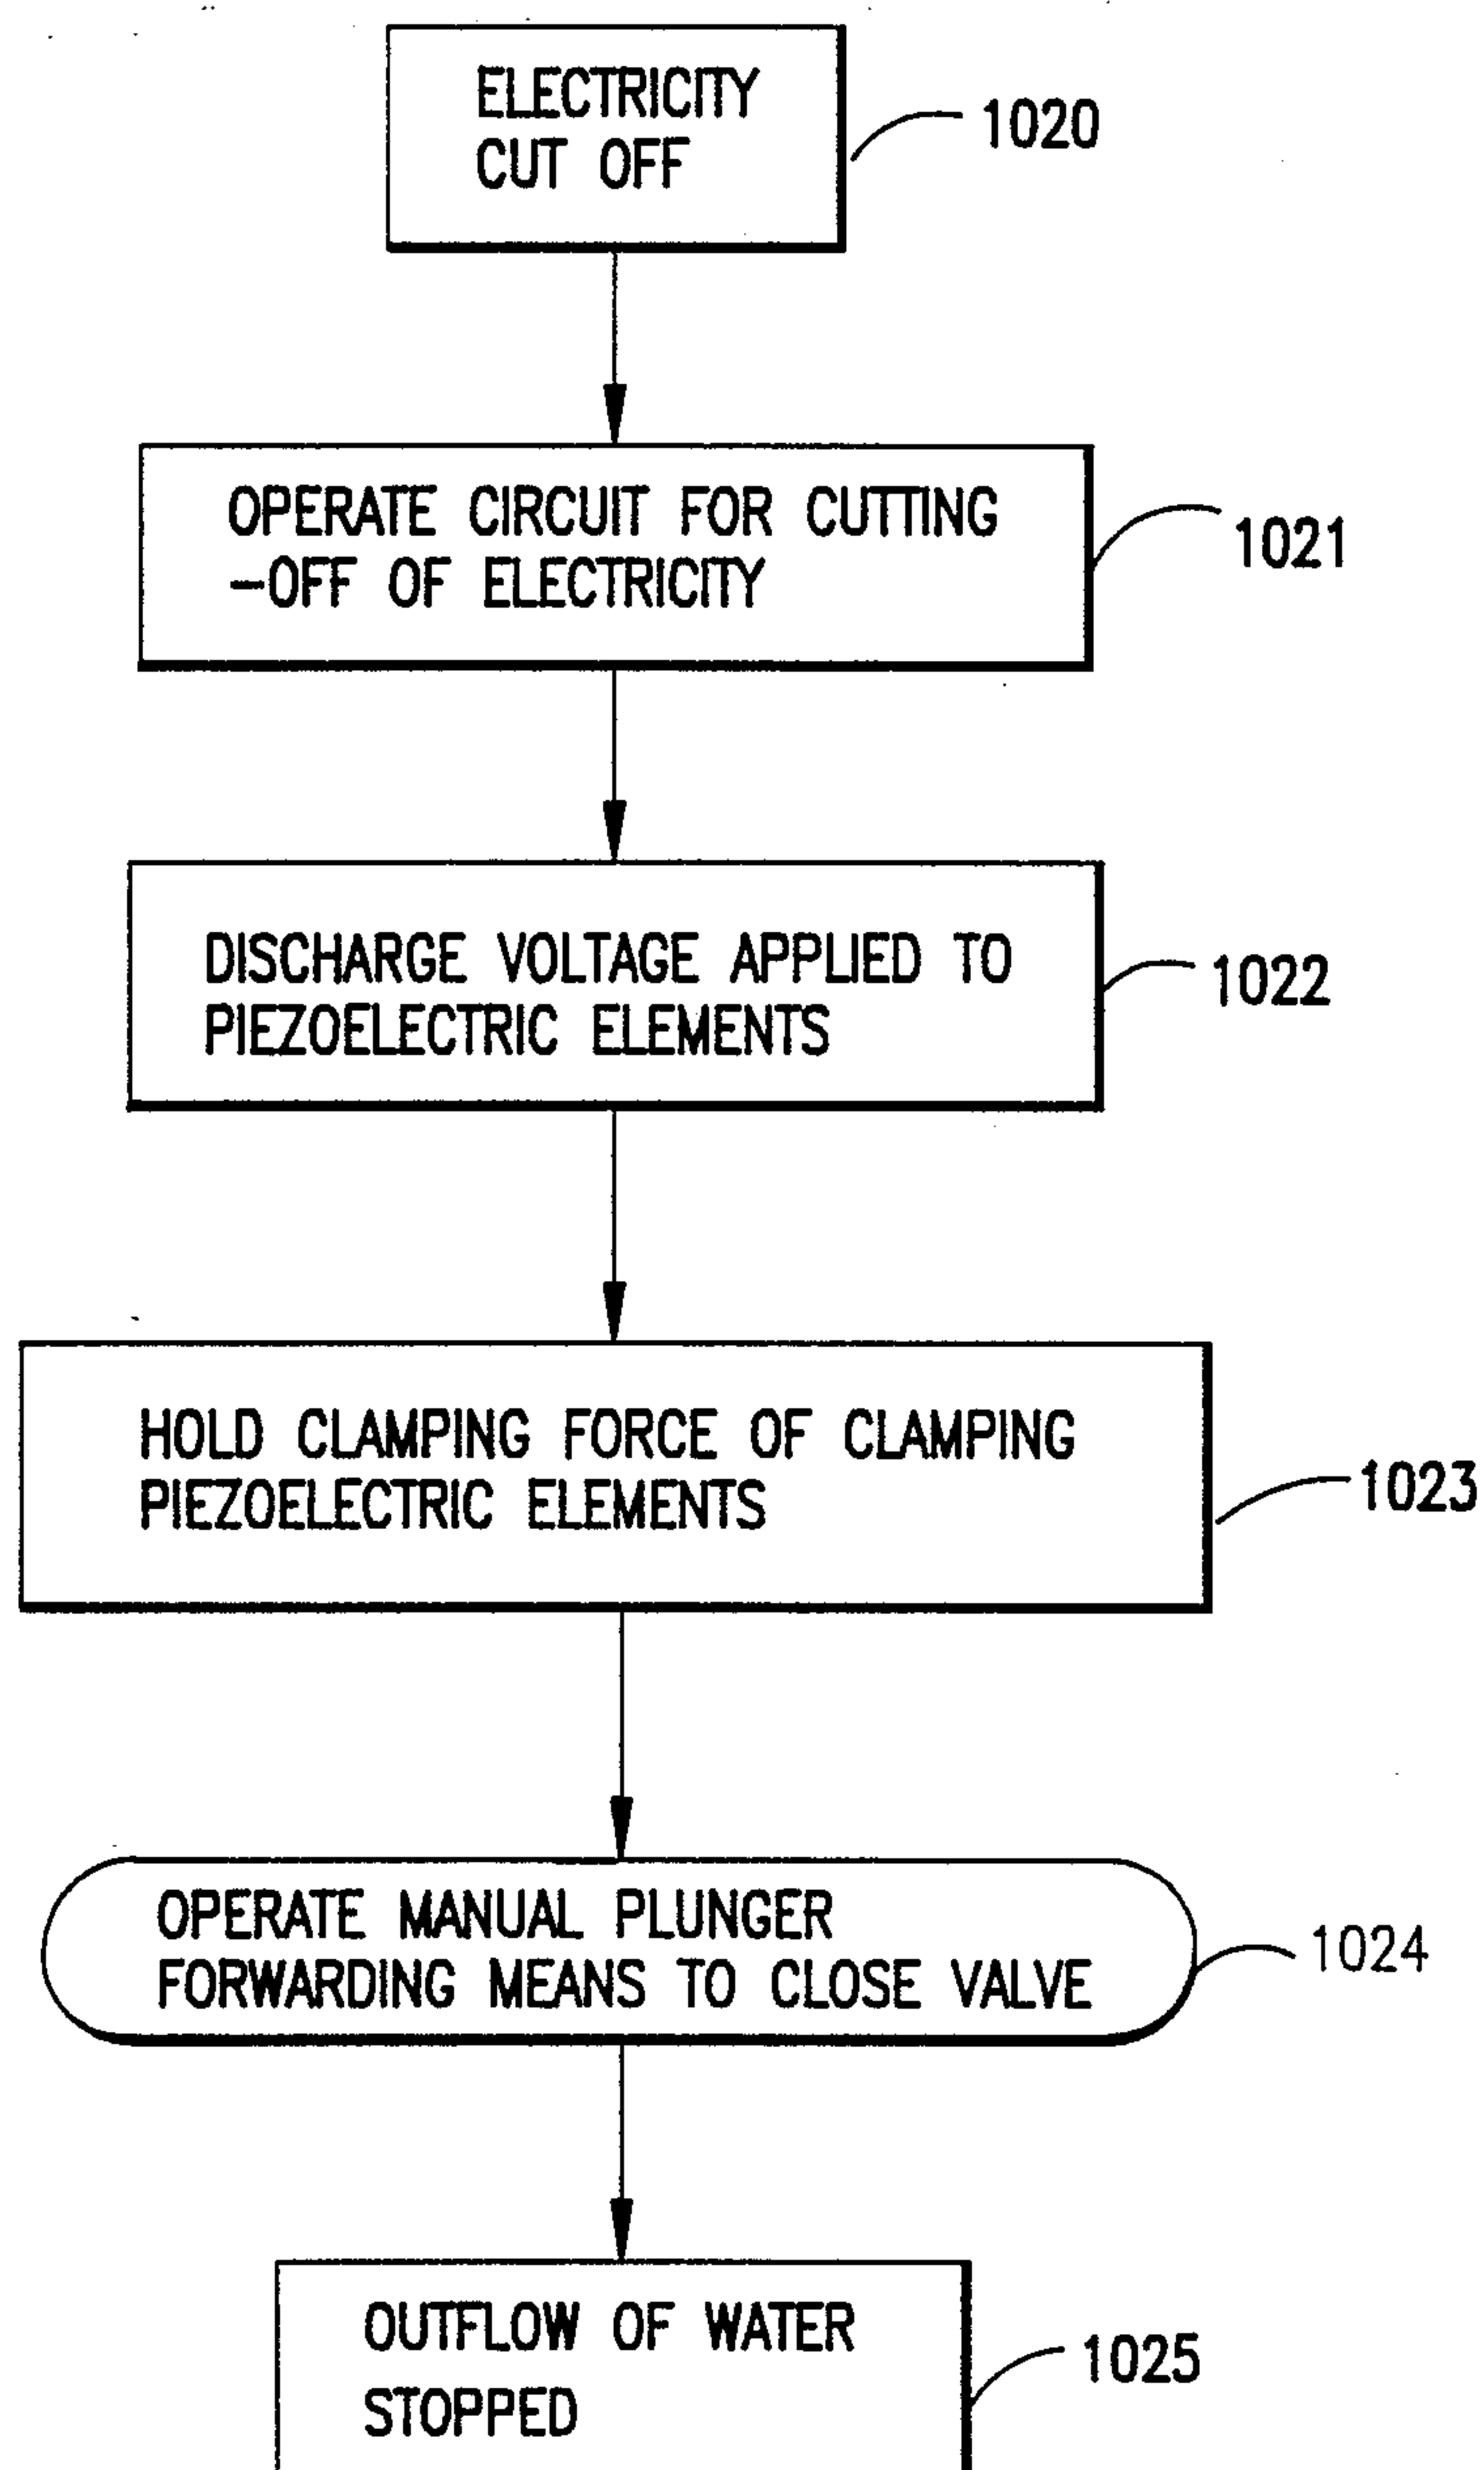 ELECTRICITY
CUT OFF
1020
OPERATE CIRCUIT FOR CUTTING
-OFF OF ELECTRICITY
1021
DISCHARGE VOLTAGE APPLIED TO
PIEZOELECTRIC ELEMENTS
1022
HOLD CLAMPING FORCE OF CLAMPING
PIEZOELECTRIC ELEMENTS
1023
OPERATE MANUAL PLUNGER
FORWARDING MEANS TO CLOSE VALVE
1024
OUTFLOW OF WATER
STOPPED
1025